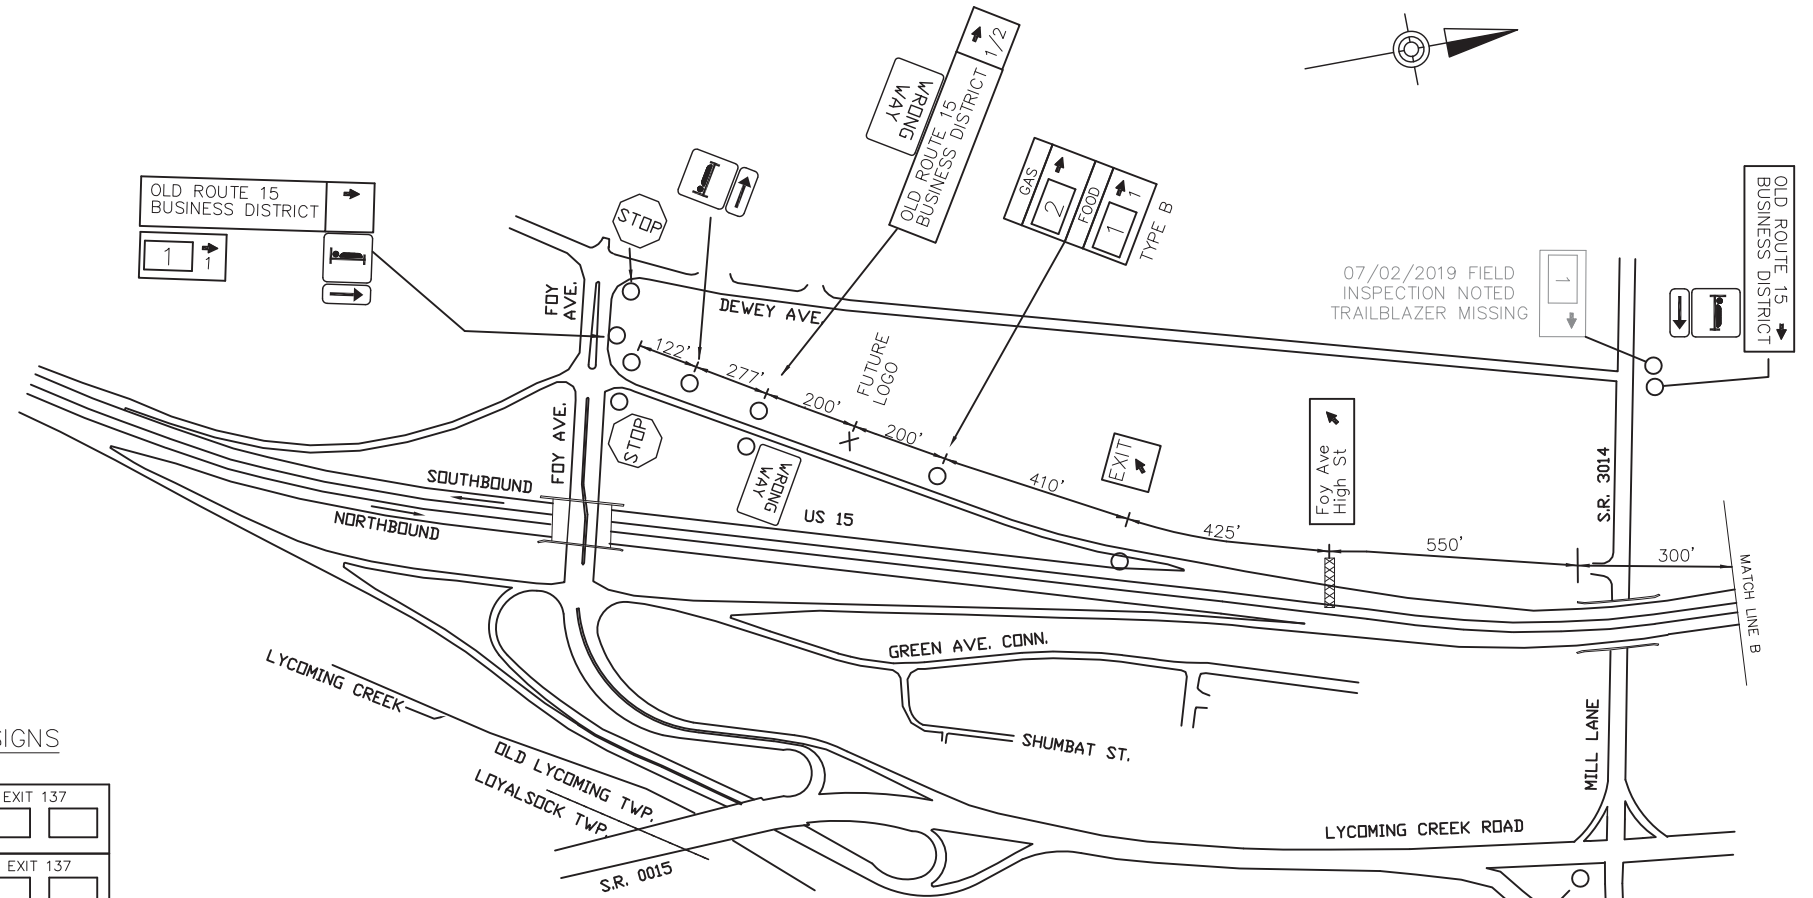 OLD ROUTE 15
BUSINESS DISTRICT
1
1
STOP
WRONG
WAY
1/2
OLD ROUTE 15
BUSINESS DISTRICT
GAS
2
FOOD
1
1
TYPE B
07/02/2019 FIELD
INSPECTION NOTED
TRAILBLAZER MISSING
1
OLD ROUTE 15
BUSINESS DISTRICT
FOY
AVE.
DEWEY AVE.
122'
277'
200'
FUTURE
LOGO
200'
410'
425'
550'
300'
EXIT
Foy Ave
High St
S.R. 3014
MATCH LINE B
FOY AVE.
STOP
WRONG
WAY
SOUTHBOUND
NORTHBOUND
US 15
GREEN AVE. CONN.
SHUMBAT ST.
LYCOMING CREEK
OLD LYCOMING TWP.
LOYALSOCK TWP.
S.R. 0015
MILL LANE
LYCOMING CREEK ROAD
SIGNS
EXIT 137
EXIT 137